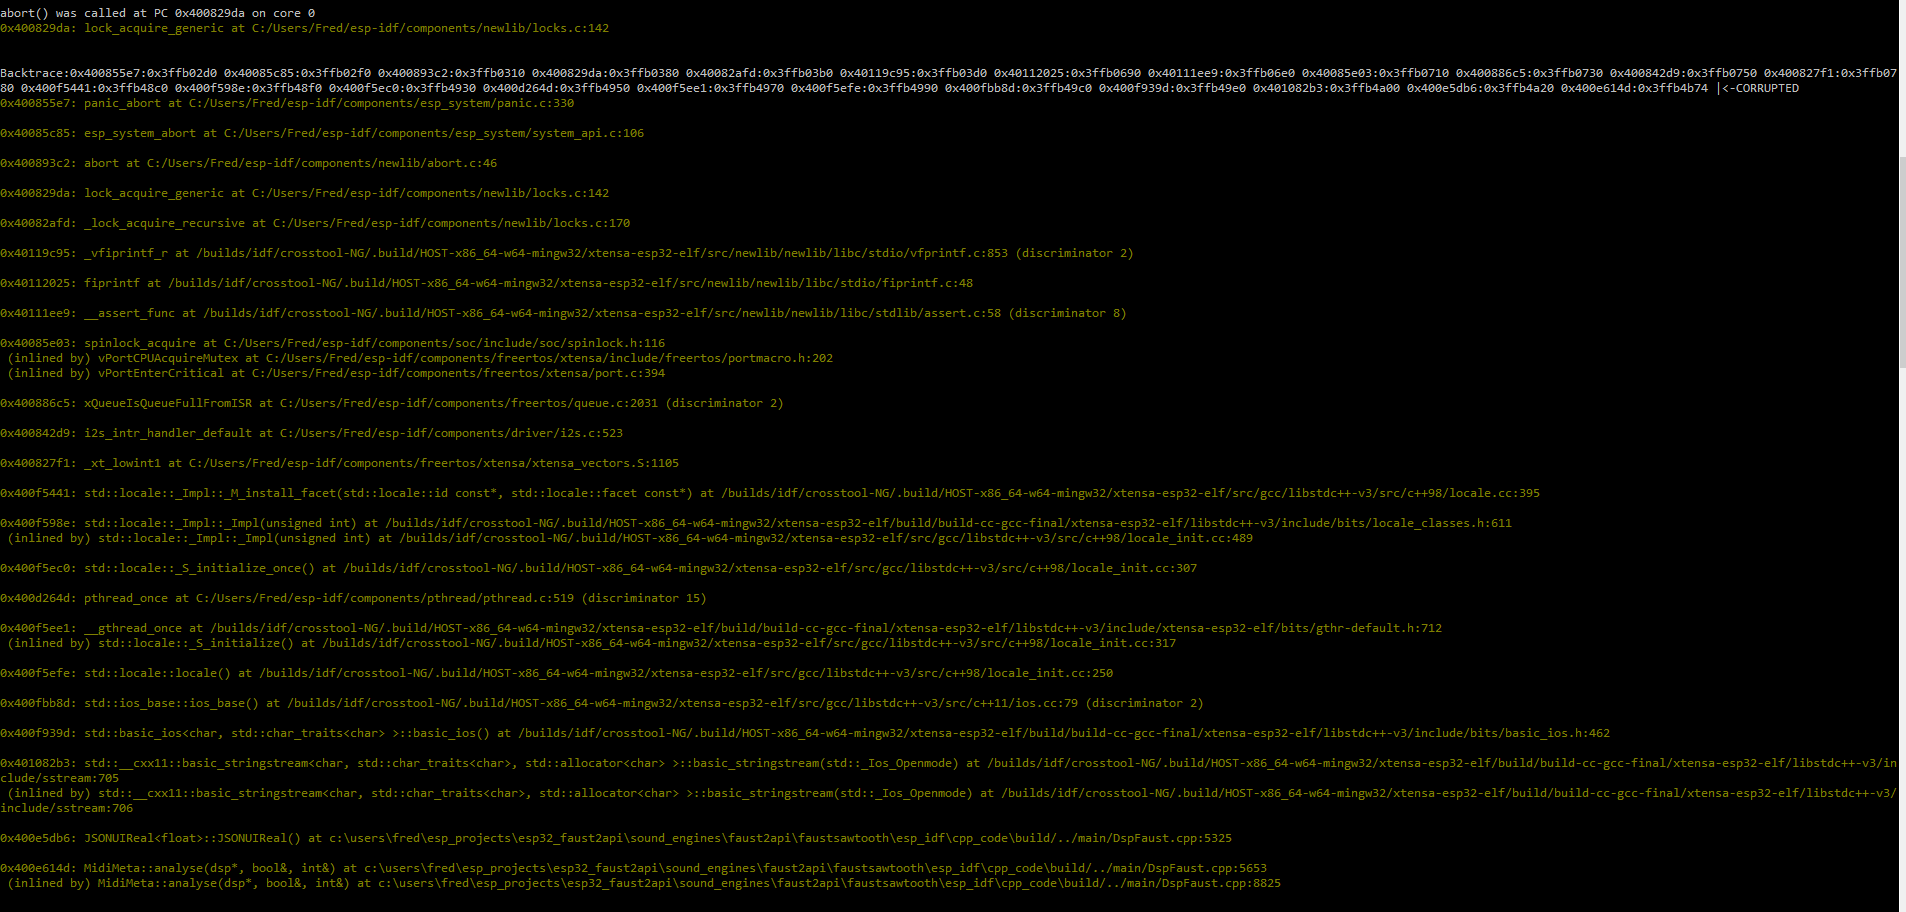 abort() was called at PC 0x400829da on core 0
0x400829da: lock_acquire_generic at C:/Users/Fred/esp-idf/components/newlib/locks.c:142
Backtrace:0x400855e7:0x3ffb02d0 0x40085c85:0x3ffb02f0 0x400893c2:0x3ffb0310 0x400829da:0x3ffb0380 0x40082afd:0x3ffb03b0 0x40119c95:0x3ffb03d0 0x40112025:0x3ffb0690 0x40111ee9:0x3ffb06e0 0x40085e03:0x3ffb0710 0x400886c5:0x3ffb0730 0x400842d9:0x3ffb0750 0x400827f1:0x3ffb07
80 0x400f5441:0x3ffb48c0 0x400f598e:0x3ffb48f0 0x400f5ec0:0x3ffb4930 0x400d264d:0x3ffb4950 0x400f5ee1:0x3ffb4970 0x400f5efe:0x3ffb4990 0x400fbb8d:0x3ffb49c0 0x400f939d:0x3ffb49e0 0x401082b3:0x3ffb4a00 0x400e5db6:0x3ffb4a20 0x400e614d:0x3ffb4b74 |<-CORRUPTED
0x400855e7: panic_abort at C:/Users/Fred/esp-idf/components/esp_system/panic.c:330
0x40085c85: esp_system_abort at C:/Users/Fred/esp-idf/components/esp_system/system_api.c:106
0x400893c2: abort at C:/Users/Fred/esp-idf/components/newlib/abort.c:46
0x400829da: lock_acquire_generic at C:/Users/Fred/esp-idf/components/newlib/locks.c:142
0x40082afd: _lock_acquire_recursive at C:/Users/Fred/esp-idf/components/newlib/locks.c:170
0x40119c95: _vfiprintf_r at /builds/idf/crosstool-NG/.build/HOST-x86_64-w64-mingw32/xtensa-esp32-elf/src/newlib/newlib/libc/stdio/vfprintf.c:853 (discriminator 2)
0x40112025: fiprintf at /builds/idf/crosstool-NG/.build/HOST-x86_64-w64-mingw32/xtensa-esp32-elf/src/newlib/newlib/libc/stdio/fiprintf.c:48
0x40111ee9: __assert_func at /builds/idf/crosstool-NG/.build/HOST-x86_64-w64-mingw32/xtensa-esp32-elf/src/newlib/newlib/libc/stdlib/assert.c:58 (discriminator 8)
0x40085e03: spinlock_acquire at C:/Users/Fred/esp-idf/components/soc/include/soc/spinlock.h:116
(inlined by) vPortCPUAcquireMutex at C:/Users/Fred/esp-idf/components/freertos/xtensa/include/freertos/portmacro.h:202
(inlined by) vPortEnterCritical at C:/Users/Fred/esp-idf/components/freertos/xtensa/port.c:394
0x400886c5: xQueueIsQueueFullFromISR at C:/Users/Fred/esp-idf/components/freertos/queue.c:2031 (discriminator 2)
0x400842d9: i2s_intr_handler_default at C:/Users/Fred/esp-idf/components/driver/i2s.c:523
0x400827f1: _xt_lowint1 at C:/Users/Fred/esp-idf/components/freertos/xtensa/xtensa_vectors.S:1105
0x400f5441: std::locale::_Impl::_M_install_facet(std::locale::id const*, std::locale::facet const*) at /builds/idf/crosstool-NG/.build/HOST-x86_64-w64-mingw32/xtensa-esp32-elf/src/gcc/libstdc++-v3/src/c++98/locale.cc:395
0x400f598e: std::locale::_Impl::_Impl(unsigned int) at /builds/idf/crosstool-NG/.build/HOST-x86_64-w64-mingw32/xtensa-esp32-elf/build/build-cc-gcc-final/xtensa-esp32-elf/libstdc++-v3/include/bits/locale_classes.h:611
(inlined by) std::locale::_Impl::_Impl(unsigned int) at /builds/idf/crosstool-NG/.build/HOST-x86_64-w64-mingw32/xtensa-esp32-elf/src/gcc/libstdc++-v3/src/c++98/locale_init.cc:489
0x400f5ec0: std::locale::_S_initialize_once() at /builds/idf/crosstool-NG/.build/HOST-x86_64-w64-mingw32/xtensa-esp32-elf/src/gcc/libstdc++-v3/src/c++98/locale_init.cc:307
0x400d264d: pthread_once at C:/Users/Fred/esp-idf/components/pthread/pthread.c:519 (discriminator 15)
0x400f5ee1: __gthread_once at /builds/idf/crosstool-NG/.build/HOST-x86_64-w64-mingw32/xtensa-esp32-elf/build/build-cc-gcc-final/xtensa-esp32-elf/libstdc++-v3/include/xtensa-esp32-elf/bits/gthr-default.h:712
(inlined by) std::locale::_S_initialize() at /builds/idf/crosstool-NG/.build/HOST-x86_64-w64-mingw32/xtensa-esp32-elf/src/gcc/libstdc++-v3/src/c++98/locale_init.cc:317
0x400f5efe: std::locale::locale() at /builds/idf/crosstool-NG/.build/HOST-x86_64-w64-mingw32/xtensa-esp32-elf/src/gcc/libstdc++-v3/src/c++98/locale_init.cc:250
0x400fbb8d: std::ios_base::ios_base() at /builds/idf/crosstool-NG/.build/HOST-x86_64-w64-mingw32/xtensa-esp32-elf/src/gcc/libstdc++-v3/src/c++11/ios.cc:79 (discriminator 2)
0x400f939d: std::basic_ios<char, std::char_traits<char> >::basic_ios() at /builds/idf/crosstool-NG/.build/HOST-x86_64-w64-mingw32/xtensa-esp32-elf/build/build-cc-gcc-final/xtensa-esp32-elf/libstdc++-v3/include/bits/basic_ios.h:462
0x401082b3: std::__cxx11::basic_stringstream<char, std::char_traits<char>, std::allocator<char> >::basic_stringstream(std::_Ios_Openmode) at /builds/idf/crosstool-NG/.build/HOST-x86_64-w64-mingw32/xtensa-esp32-elf/build/build-cc-gcc-final/xtensa-esp32-elf/libstdc++-v3/in
clude/sstream:705
(inlined by) std::__cxx11::basic_stringstream<char, std::char_traits<char>, std::allocator<char> >::basic_stringstream(std::_Ios_Openmode) at /builds/idf/crosstool-NG/.build/HOST-x86_64-w64-mingw32/xtensa-esp32-elf/build/build-cc-gcc-final/xtensa-esp32-elf/libstdc++-v3/
include/sstream:706
0x400e5db6: JSONUIReal<float>::JSONUIReal() at c:\users\fred\esp_projects\esp32_faust2api\sound_engines\faust2api\faustsawtooth\esp_idf\cpp_code\build/../main/DspFaust.cpp:5325
0x400e614d: MidiMeta::analyse(dsp*, bool&, int&) at c:\users\fred\esp_projects\esp32_faust2api\sound_engines\faust2api\faustsawtooth\esp_idf\cpp_code\build/../main/DspFaust.cpp:5653
(inlined by) MidiMeta::analyse(dsp*, bool&, int&) at c:\users\fred\esp_projects\esp32_faust2api\sound_engines\faust2api\faustsawtooth\esp_idf\cpp_code\build/../main/DspFaust.cpp:8825